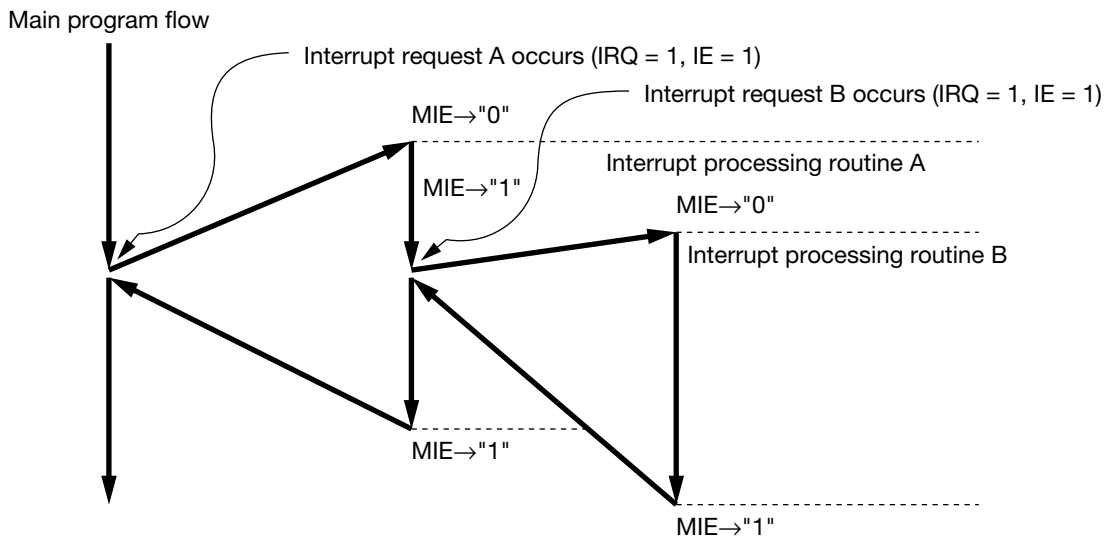 Main program flow
Interrupt request A occurs (IRQ = 1, IE = 1)
Interrupt request B occurs (IRQ = 1, IE = 1)
MIE→"0"
Interrupt processing routine A
MIE→"1"
MIE→"0"
Interrupt processing routine B
MIE→"1"
MIE→"1"